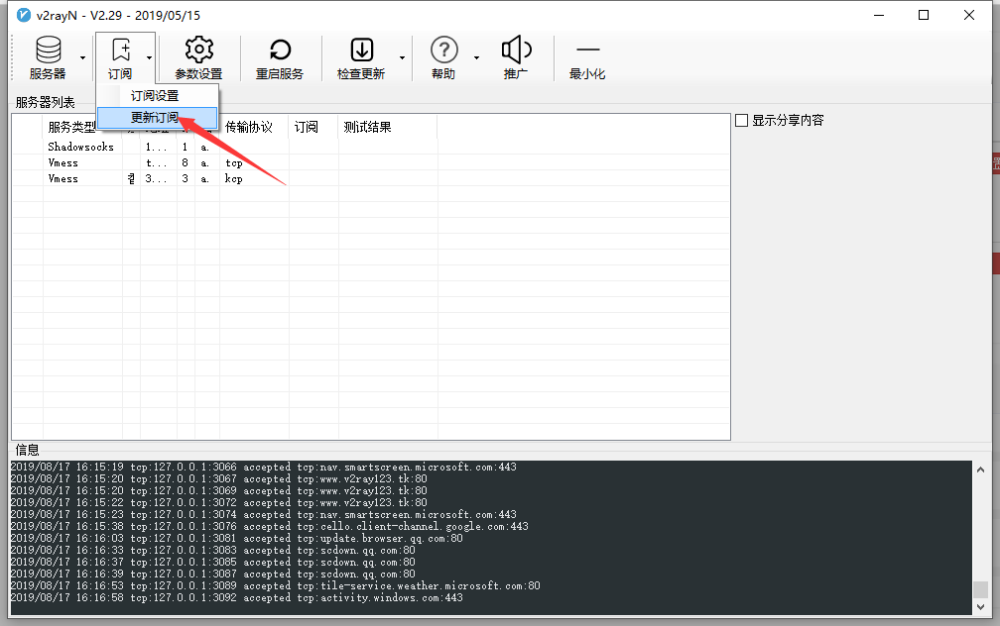 v2rayN - V2.29 - 2019/05/15
服务器 订阅 参数设置 重启服务 检查更新 帮助 推广 最小化
订阅设置
更新订阅
服务器列表
服务类型 传输协议 订阅 测试结果
Shadowsocks 1... 1 a.
Vmess t... 8 a. tcp
Vmess 3... 3 a. kcp
显示分享内容
信息
2019/08/17 16:15:19 tcp:127.0.0.1:3066 accepted tcp:nav.smartscreen.microsoft.com:443
2019/08/17 16:15:20 tcp:127.0.0.1:3067 accepted tcp:www.v2ray123.tk:80
2019/08/17 16:15:20 tcp:127.0.0.1:3069 accepted tcp:www.v2ray123.tk:80
2019/08/17 16:15:22 tcp:127.0.0.1:3072 accepted tcp:www.v2ray123.tk:80
2019/08/17 16:15:23 tcp:127.0.0.1:3074 accepted tcp:nav.smartscreen.microsoft.com:443
2019/08/17 16:15:38 tcp:127.0.0.1:3076 accepted tcp:cello.client-channel.google.com:443
2019/08/17 16:16:03 tcp:127.0.0.1:3081 accepted tcp:update.browser.qq.com:80
2019/08/17 16:16:33 tcp:127.0.0.1:3083 accepted tcp:scdown.qq.com:80
2019/08/17 16:16:37 tcp:127.0.0.1:3085 accepted tcp:scdown.qq.com:80
2019/08/17 16:16:39 tcp:127.0.0.1:3087 accepted tcp:scdown.qq.com:80
2019/08/17 16:16:53 tcp:127.0.0.1:3089 accepted tcp:tile-service.weather.microsoft.com:80
2019/08/17 16:16:58 tcp:127.0.0.1:3092 accepted tcp:activity.windows.com:443